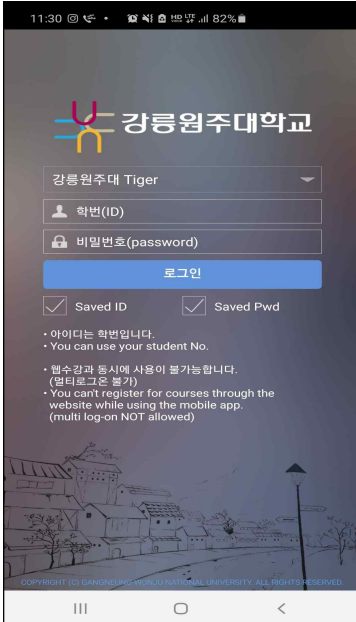 11:30
HD LTE 82%
강릉원주대학교
강릉원주대 Tiger
학번(ID)
비밀번호(password)
로그인
Saved ID
Saved Pwd
• 아이디는 학번입니다.
• You can use your student No.
• 웹수강과 동시에 사용이 불가능합니다.
(멀티로그온 불가)
• You can't register for courses through the
website while using the mobile app.
(multi log-on NOT allowed)
COPYRIGHT (C) GANGNEUNG-WONJU NATIONAL UNIVERSITY. ALL RIGHTS RESERVED.